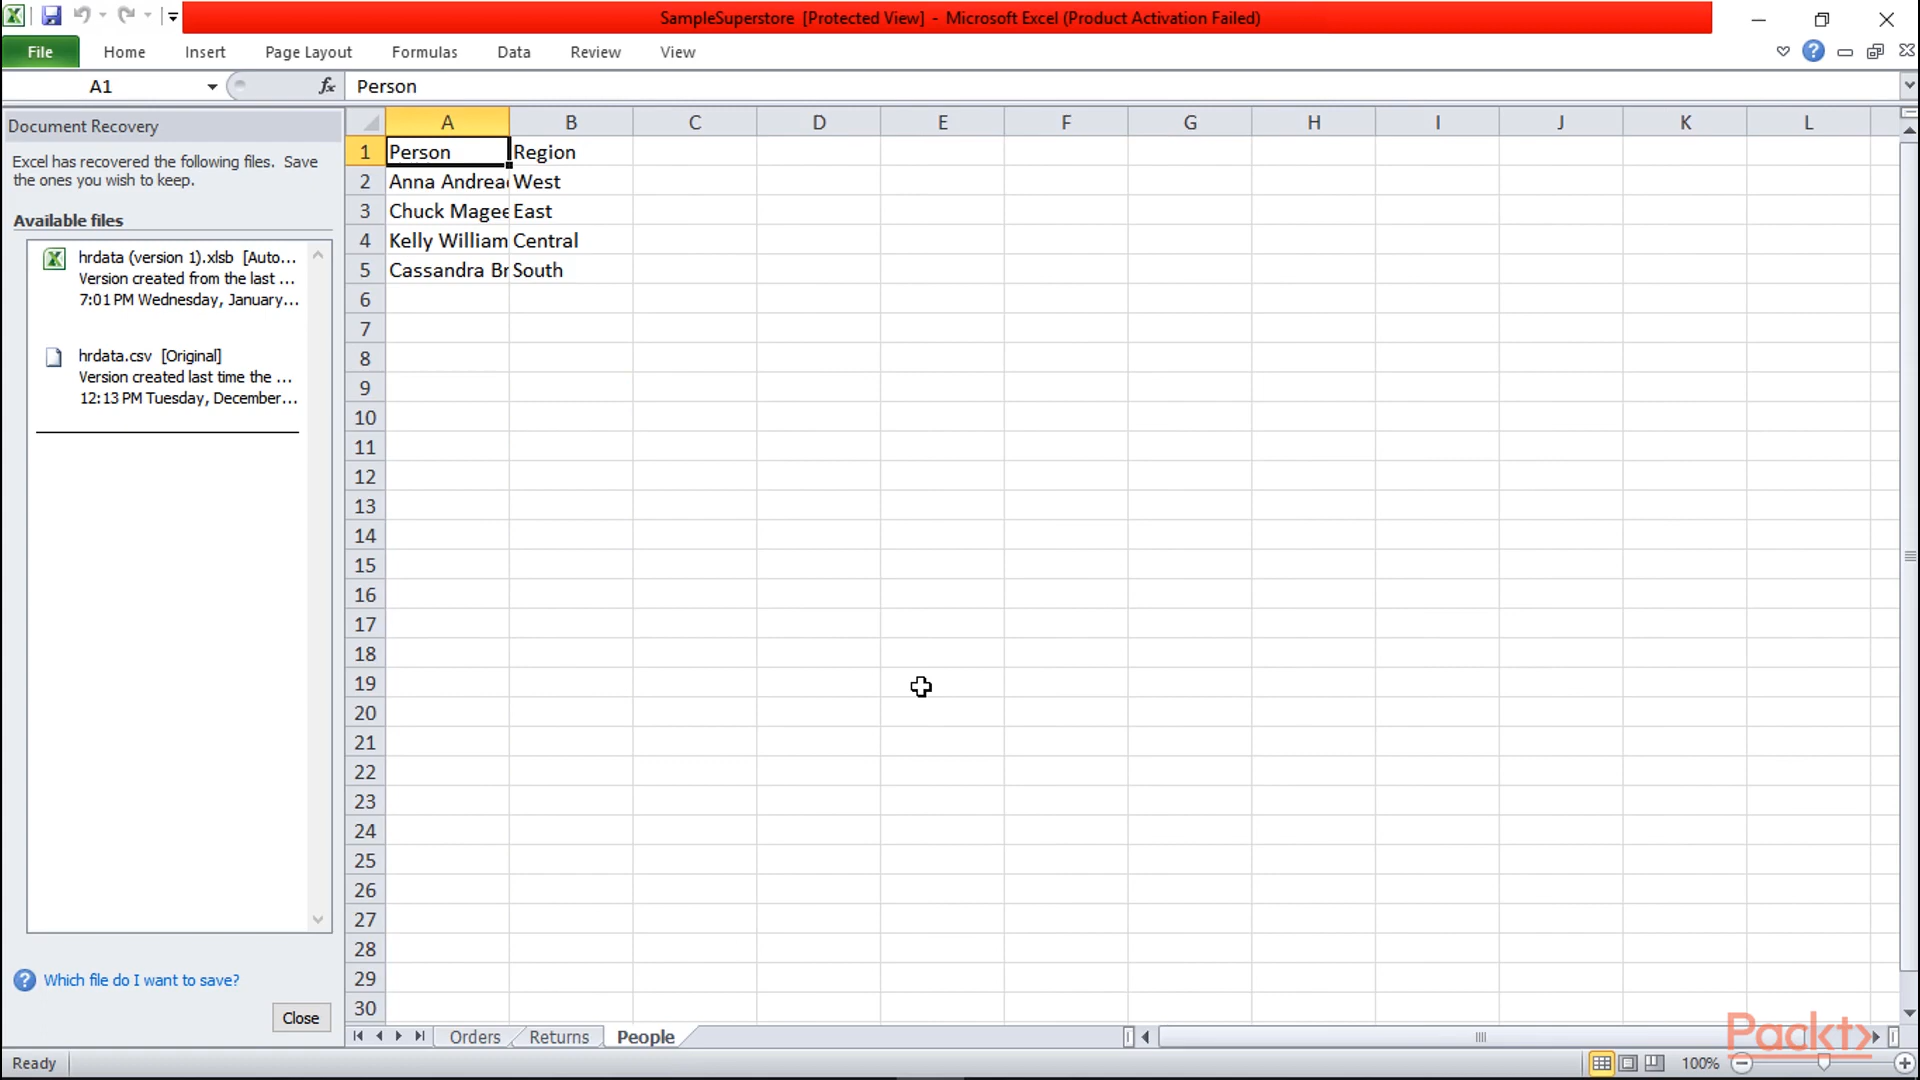 SampleSuperstore [Protected View] - Microsoft Excel (Product Activation Failed)
File Home Insert Page Layout Formulas Data Review View
A1 fx Person
Document Recovery
Excel has recovered the following files. Save
the ones you wish to keep.
Available files
hrdata (version 1).xlsb [Auto...
Version created from the last ...
7:01 PM Wednesday, January...
hrdata.csv [Original]
Version created last time the ...
12:13 PM Tuesday, December...
Which file do I want to save?
Close
A B C D E F G H I J K L
1 Person Region
2 Anna Andrea West
3 Chuck Magee East
4 Kelly William Central
5 Cassandra Br South
6
7
8
9
10
11
12
13
14
15
16
17
18
19
20
21
22
23
24
25
26
27
28
29
30
Orders Returns People
Packt
Ready 100%